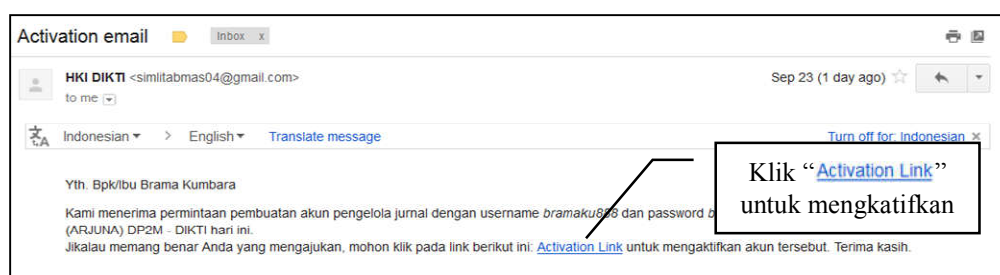 Activation email Inbox x
HKI DIKTI <simlitabmas04@gmail.com> Sep 23 (1 day ago)
to me
Indonesian > English Translate message Turn off for: Indonesian x
Klik “Activation Link”
untuk mengkatifkan
Yth. Bpk/Ibu Brama Kumbara
Kami menerima permintaan pembuatan akun pengelola jurnal dengan username bramaku888 dan password
(ARJUNA) DP2M - DIKTI hari ini.
Jikalau memang benar Anda yang mengajukan, mohon klik pada link berikut ini: Activation Link untuk mengaktifkan akun tersebut. Terima kasih.